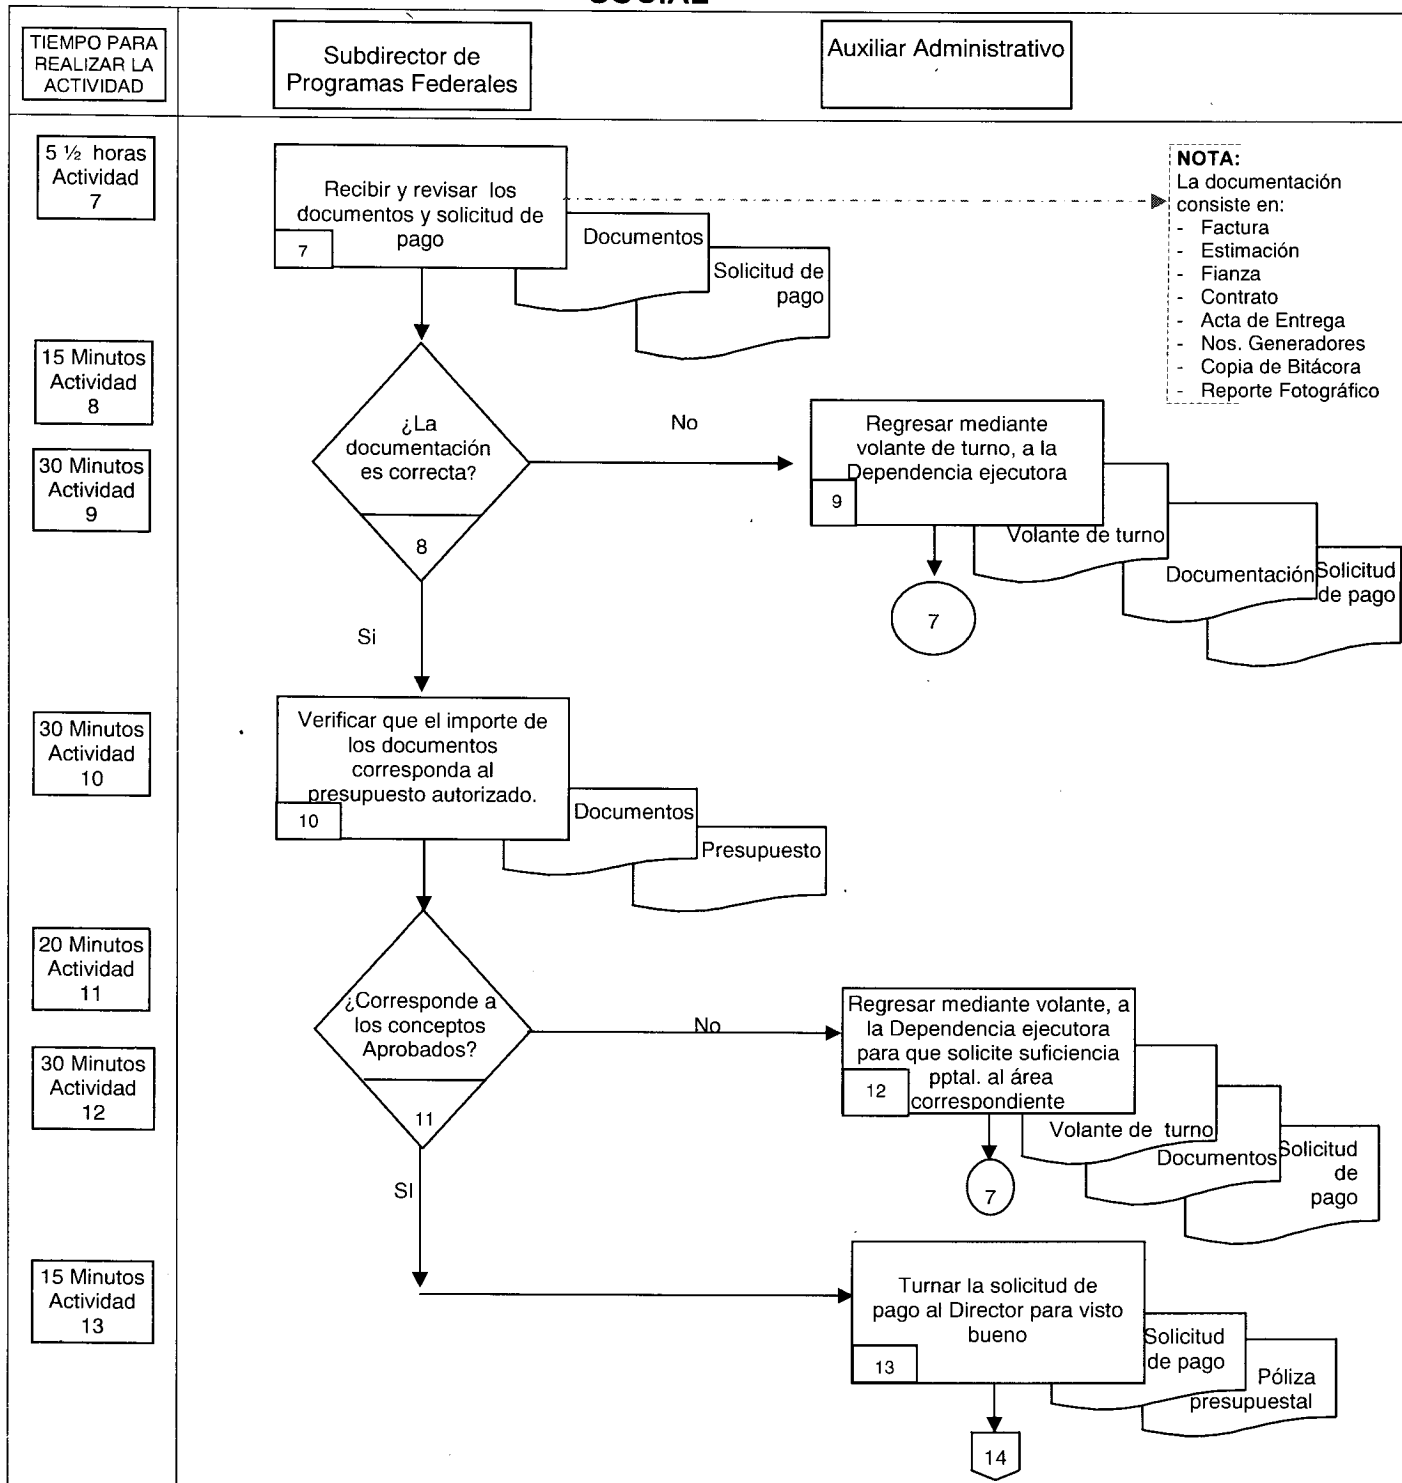 SOCIAL
TIEMPO PARA
REALIZAR LA
ACTIVIDAD
Subdirector de
Programas Federales
Auxiliar Administrativo
5 ½ horas
Actividad
7
Recibir y revisar los
documentos y solicitud de
pago
7
Documentos
Solicitud de
pago
NOTA:
La documentación
consiste en:
- Factura
- Estimación
- Fianza
- Contrato
- Acta de Entrega
- Nos. Generadores
- Copia de Bitácora
- Reporte Fotográfico
15 Minutos
Actividad
8
¿La
documentación
es correcta?
8
No
Regresar mediante
volante de turno, a la
Dependencia ejecutora
9
Volante de turno
Documentación
Solicitud
de pago
7
30 Minutos
Actividad
9
Si
30 Minutos
Actividad
10
Verificar que el importe de
los documentos
corresponda al
presupuesto autorizado.
10
Documentos
Presupuesto
20 Minutos
Actividad
11
¿Corresponde a
los conceptos
Aprobados?
11
No
Regresar mediante volante, a
la Dependencia ejecutora
para que solicite suficiencia
pptal. al área
correspondiente
12
Volante de turno
Documentos
Solicitud
de
pago
7
30 Minutos
Actividad
12
SI
15 Minutos
Actividad
13
Turnar la solicitud de
pago al Director para visto
bueno
13
Solicitud
de pago
Póliza
presupuestal
14